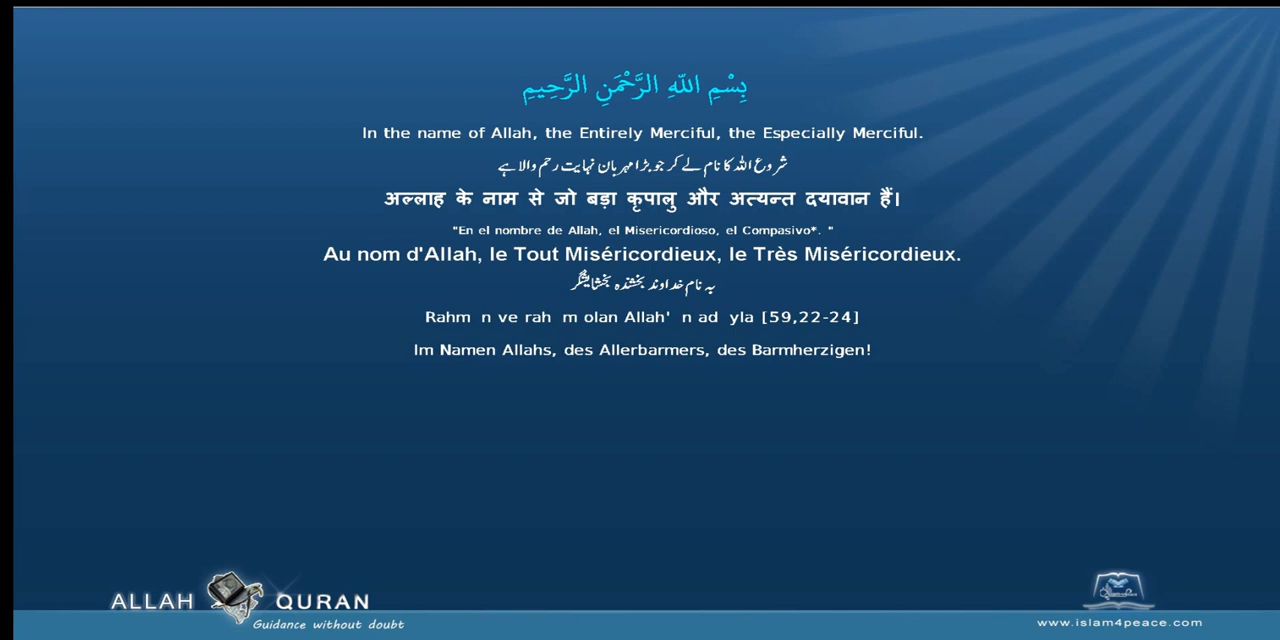 بِسْمِ اللّهِ الرَّحْمَنِ الرَّحِيمِ
In the name of Allah, the Entirely Merciful, the Especially Merciful.
شروع اللہ کا نام لے کر جو بڑا مہربان نہایت رحم والا ہے
अल्लाह के नाम से जो बड़ा कृपालु और अत्यन्त दयावान हैं।
"En el nombre de Allah, el Misericordioso, el Compasivo*. "
Au nom d'Allah, le Tout Miséricordieux, le Très Miséricordieux.
بہ نام خداوند بخشندہ بخشایشگر
Rahm n ve rah m olan Allah' n ad yla [59,22-24]
Im Namen Allahs, des Allerbarmers, des Barmherzigen!
ALLAH QURAN
Guidance without doubt
www.islam4peace.com